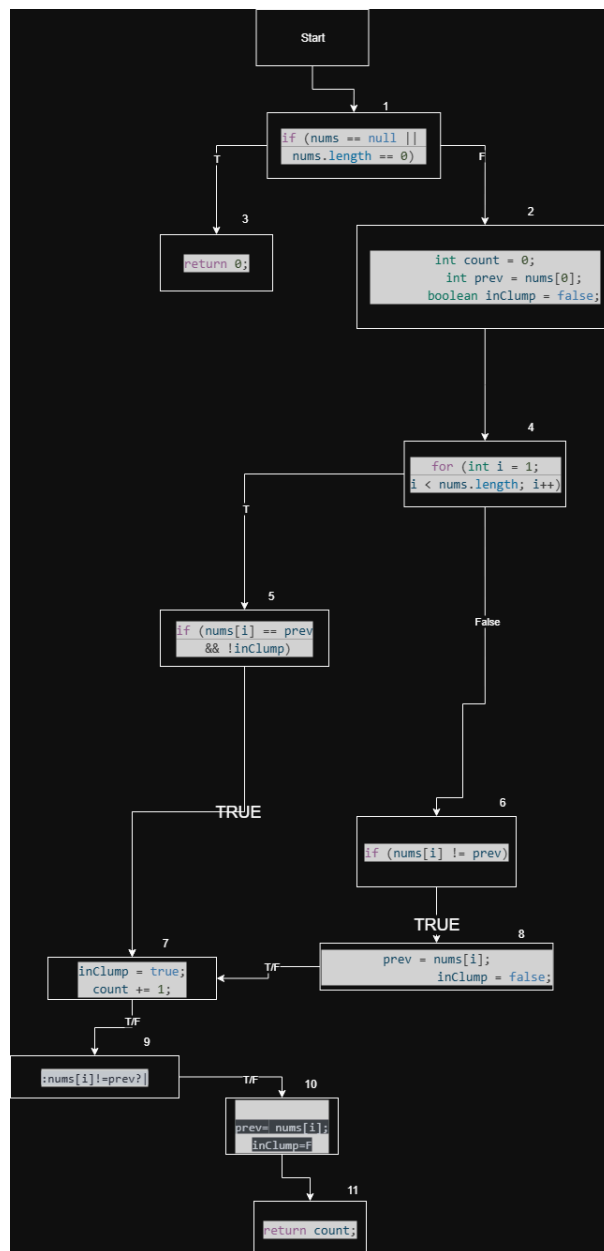 Start
1
if (nums == null ||
nums.length == 0)
T
F
3
return 0;
2
int count = 0;
int prev = nums[0];
boolean inClump = false;
4
for (int i = 1;
i < nums.length; i++)
T
False
5
if (nums[i] == prev
&& !inClump)
TRUE
6
if (nums[i] != prev)
TRUE
7
inClump = true;
count += 1;
8
prev = nums[i];
inClump = false;
T/F
T/F
9
:nums[i]!=prev?|
T/F
10
prev= nums[i];
inClump=F
11
return count;